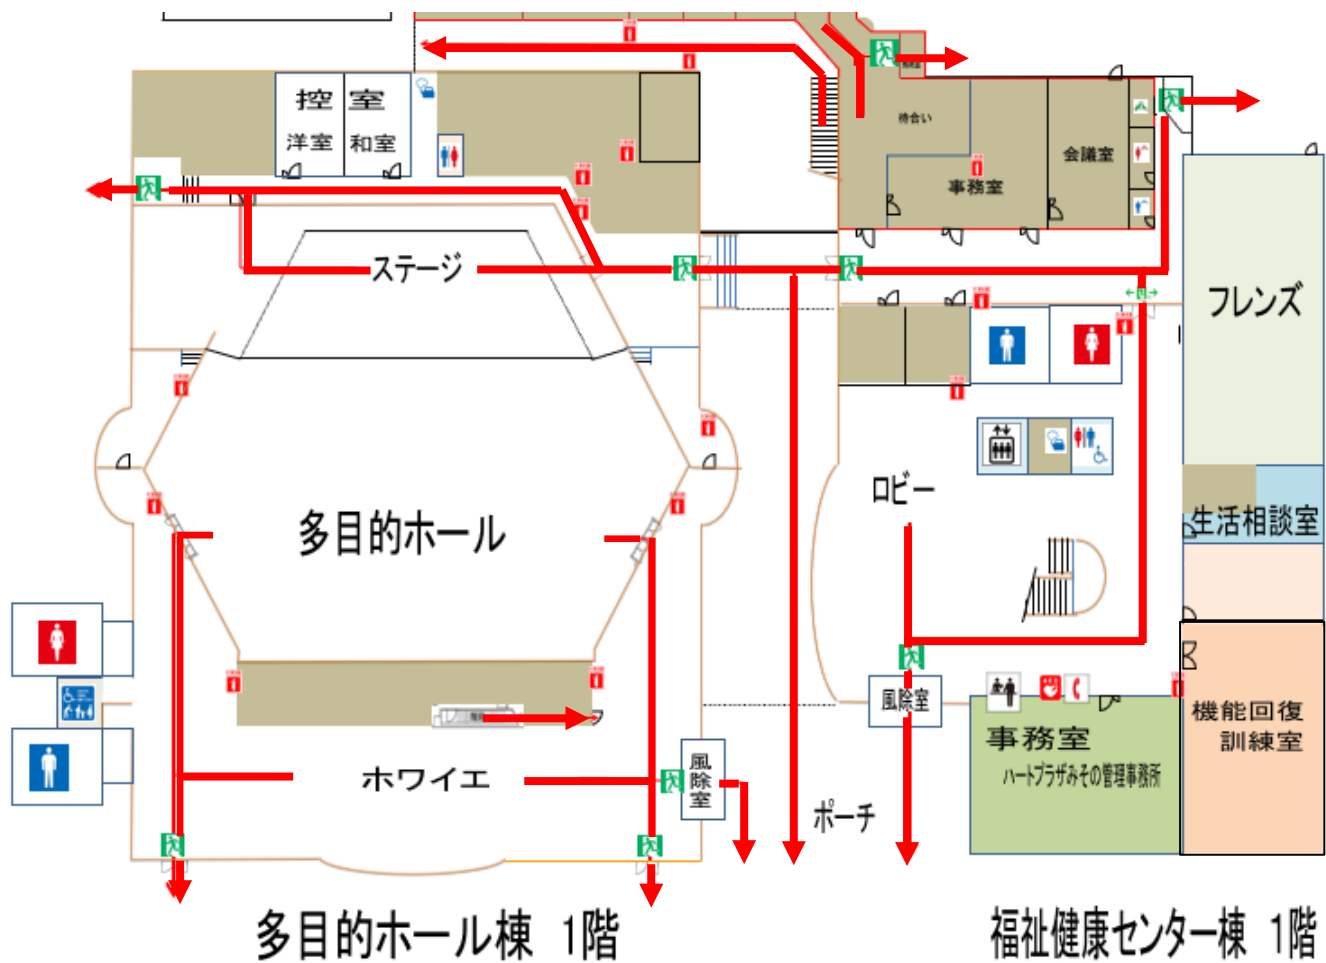 控 室
洋室 和室
待合い
会議室
事務室
ステージ
フレンズ
ロビー
多目的ホール
生活相談室
風除室
機能回復
訓練室
事務室
ハートプラザみその管理事務所
ホワイエ
風除室
ポーチ
多目的ホール棟 1階
福祉健康センター棟 1階